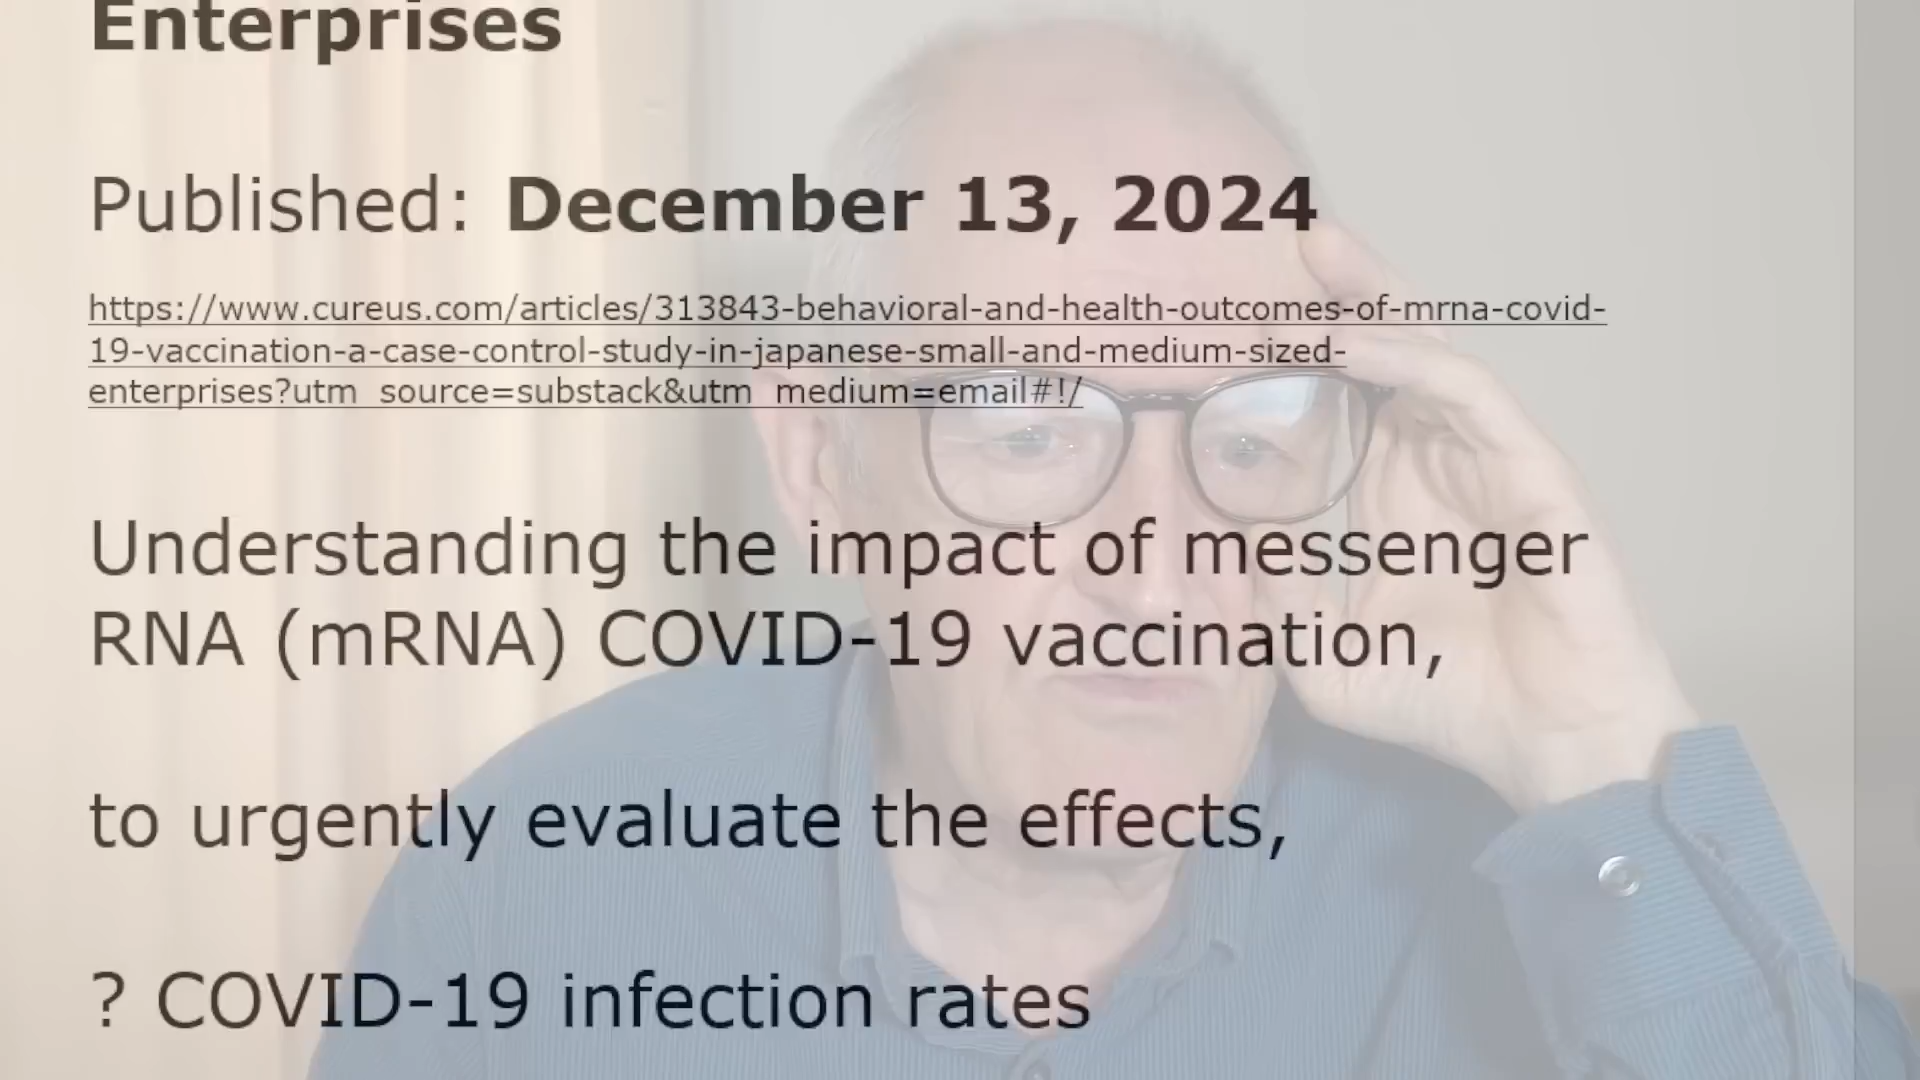 Enterprises
Published: December 13, 2024
https://www.cureus.com/articles/313843-behavioral-and-health-outcomes-of-mrna-covid-
19-vaccination-a-case-control-study-in-japanese-small-and-medium-sized-
enterprises?utm_source=substack&utm_medium=email#!/
Understanding the impact of messenger
RNA (mRNA) COVID-19 vaccination,
to urgently evaluate the effects,
? COVID-19 infection rates